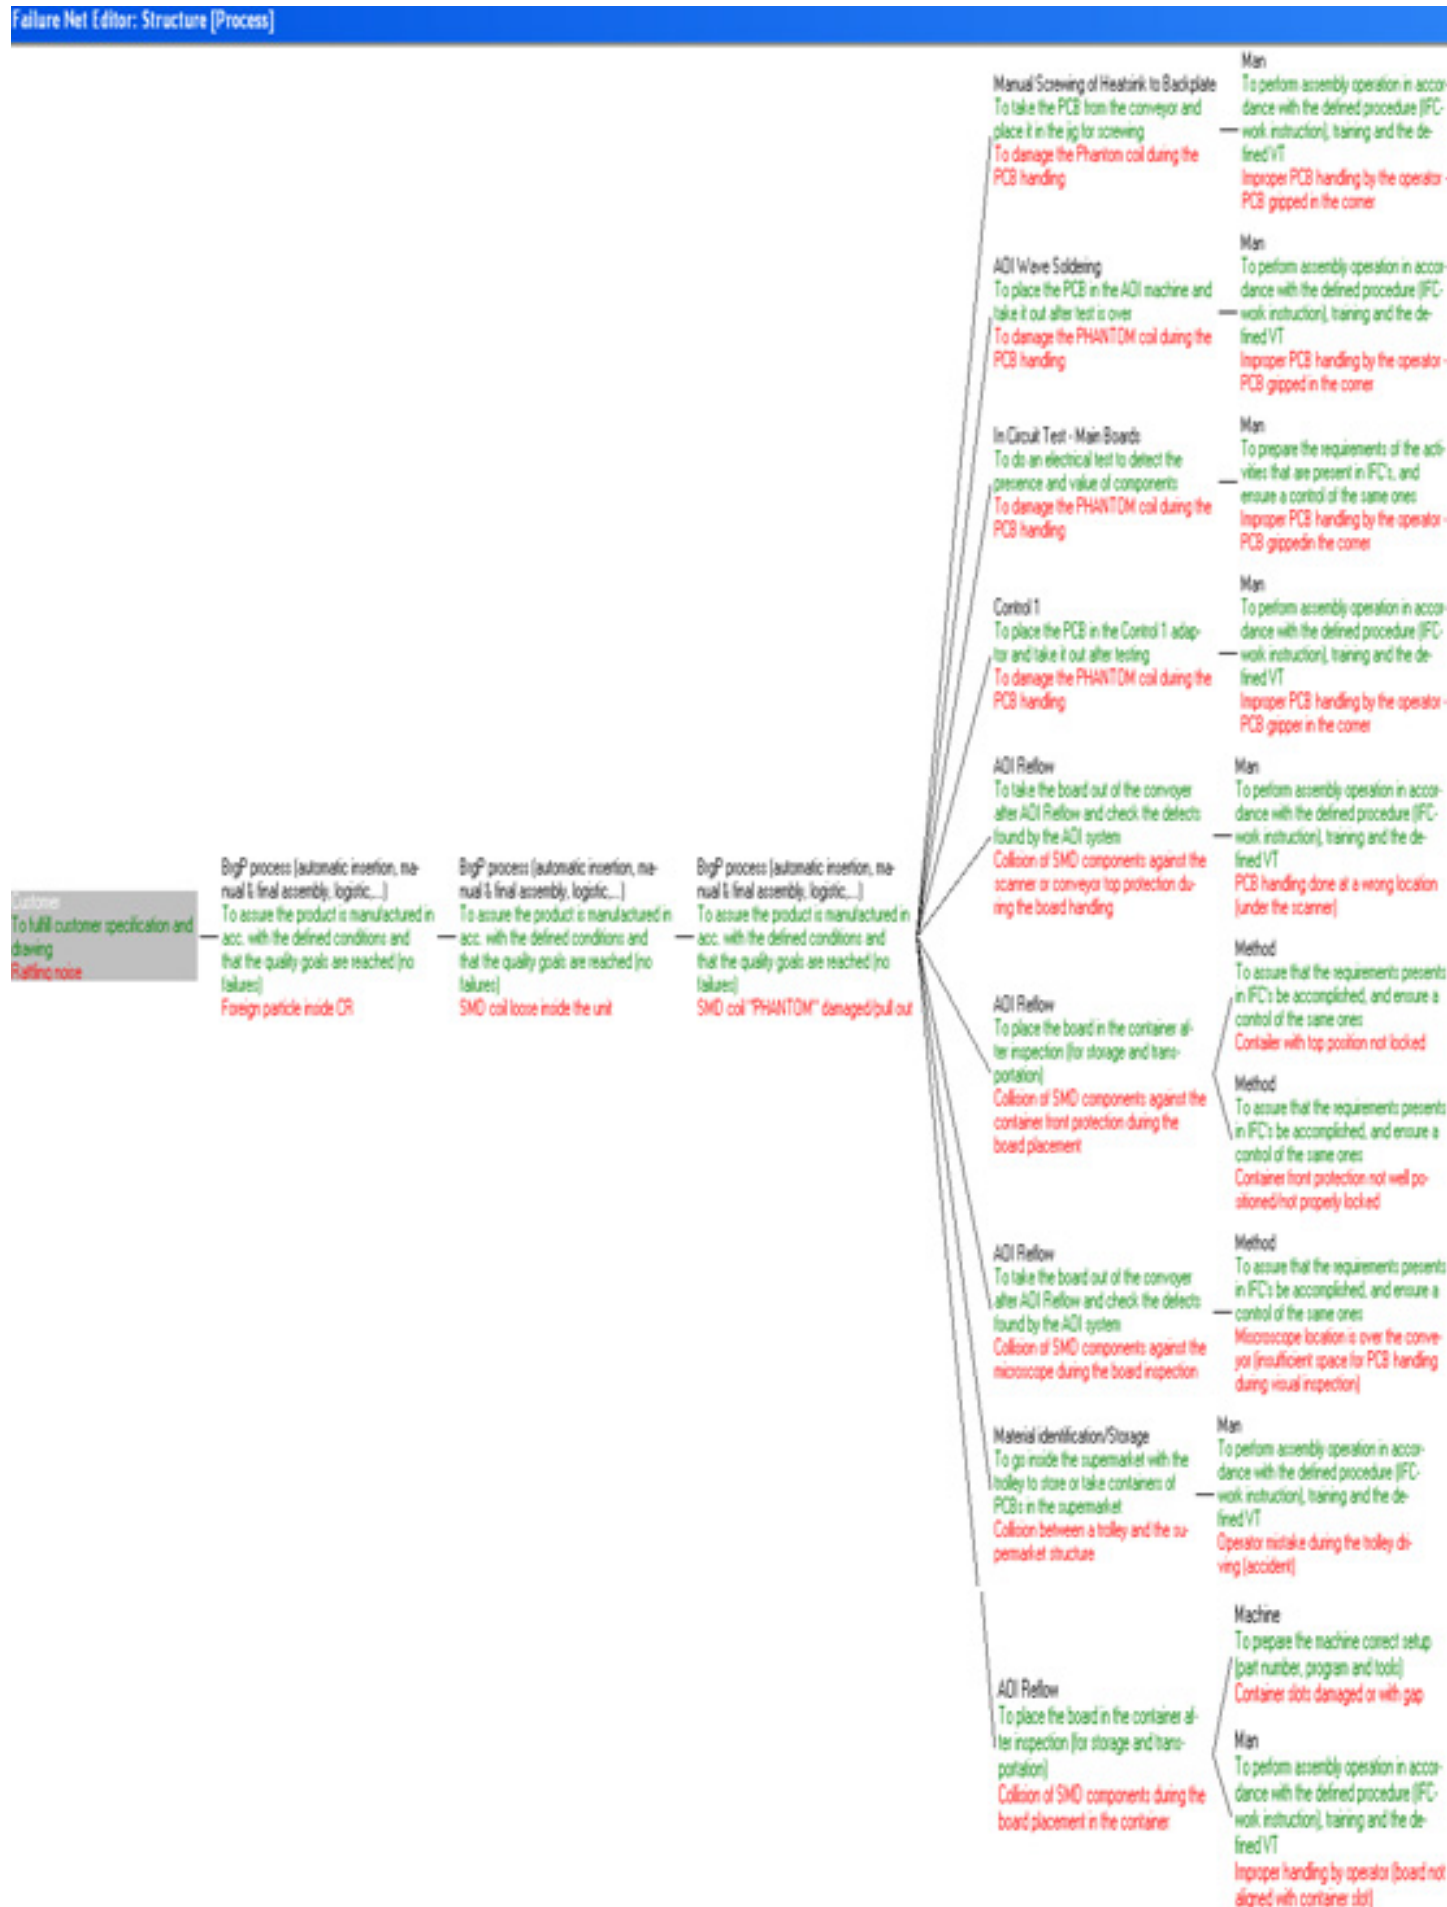 Failure Net Editor: Structure [Process]
Customer
To fulfill customer specification and
drawing
Rattling noise
BrgP process (automatic insertion, ma-
nual & final assembly, logistic,...)
To assure the product is manufactured in
acc. with the defined conditions and
that the quality goals are reached (no
failures)
Foreign particle inside CR
BrgP process (automatic insertion, ma-
nual & final assembly, logistic,...)
To assure the product is manufactured in
acc. with the defined conditions and
that the quality goals are reached (no
failures)
SMD coil loose inside the unit
BrgP process (automatic insertion, ma-
nual & final assembly, logistic,...)
To assure the product is manufactured in
acc. with the defined conditions and
that the quality goals are reached (no
failures)
SMD coil "PHANTOM" damaged/pull out
Manual Screwing of Heatsink to Backplate
To take the PCB from the conveyor and
place it in the jig for screwing
To damage the Phantom coil during the
PCB handling
Man
To perform assembly operation in accor-
dance with the defined procedure (IFC-
work instruction), training and the de-
fined VT
Improper PCB handling by the operator -
PCB gripped in the corner
AOI Wave Soldering
To place the PCB in the AOI machine and
take it out after test is over
To damage the PHANTOM coil during the
PCB handling
Man
To perform assembly operation in accor-
dance with the defined procedure (IFC-
work instruction), training and the de-
fined VT
Improper PCB handling by the operator -
PCB gripped in the corner
In Circuit Test - Main Boards
To do an electrical test to detect the
presence and value of components
To damage the PHANTOM coil during the
PCB handling
Man
To prepare the requirements of the acti-
vities that are present in IFC's, and
ensure a control of the same ones
Improper PCB handling by the operator -
PCB grippedin the corner
Control 1
To place the PCB in the Control 1 adap-
tor and take it out after testing
To damage the PHANTOM coil during the
PCB handling
Man
To perform assembly operation in accor-
dance with the defined procedure (IFC-
work instruction), training and the de-
fined VT
Improper PCB handling by the operator -
PCB gripper in the corner
AOI Reflow
To take the board out of the convoyer
after AOI Reflow and check the defects
found by the AOI system
Collision of SMD components against the
scanner or conveyor top protection du-
ring the board handling
Man
To perform assembly operation in accor-
dance with the defined procedure (IFC-
work instruction), training and the de-
fined VT
PCB handling done at a wrong location
(under the scanner)
AOI Reflow
To place the board in the container af-
ter inspection (for storage and trans-
portation)
Collision of SMD components against the
container front protection during the
board placement
Method
To assure that the requirements presents
in IFC's be accomplished, and ensure a
control of the same ones
Contailer with top position not locked
Method
To assure that the requirements presents
in IFC's be accomplished, and ensure a
control of the same ones
Container front protection not well po-
sitioned/not properly locked
AOI Reflow
To take the board out of the convoyer
after AOI Reflow and check the defects
found by the AOI system
Collision of SMD components against the
microscope during the board inspection
Method
To assure that the requirements presents
in IFC's be accomplished, and ensure a
control of the same ones
Miscroscope location is over the conve-
yor (insufficient space for PCB handling
during visual inspection)
Material identification/Storage
To go inside the supermarket with the
trolley to store or take containers of
PCBs in the supermarket
Collision between a trolley and the su-
permarket structure
Man
To perform assembly operation in accor-
dance with the defined procedure (IFC-
work instruction), training and the de-
fined VT
Operator mistake during the trolley dri-
ving (accident)
AOI Reflow
To place the board in the container af-
ter inspection (for storage and trans-
portation)
Collision of SMD components during the
board placement in the container
Machine
To prepare the machine correct setup
(part number, program and tools)
Container slots damaged or with gap
Man
To perform assembly operation in accor-
dance with the defined procedure (IFC-
work instruction), training and the de-
fined VT
Improper handling by operator (board not
aligned with container slot)